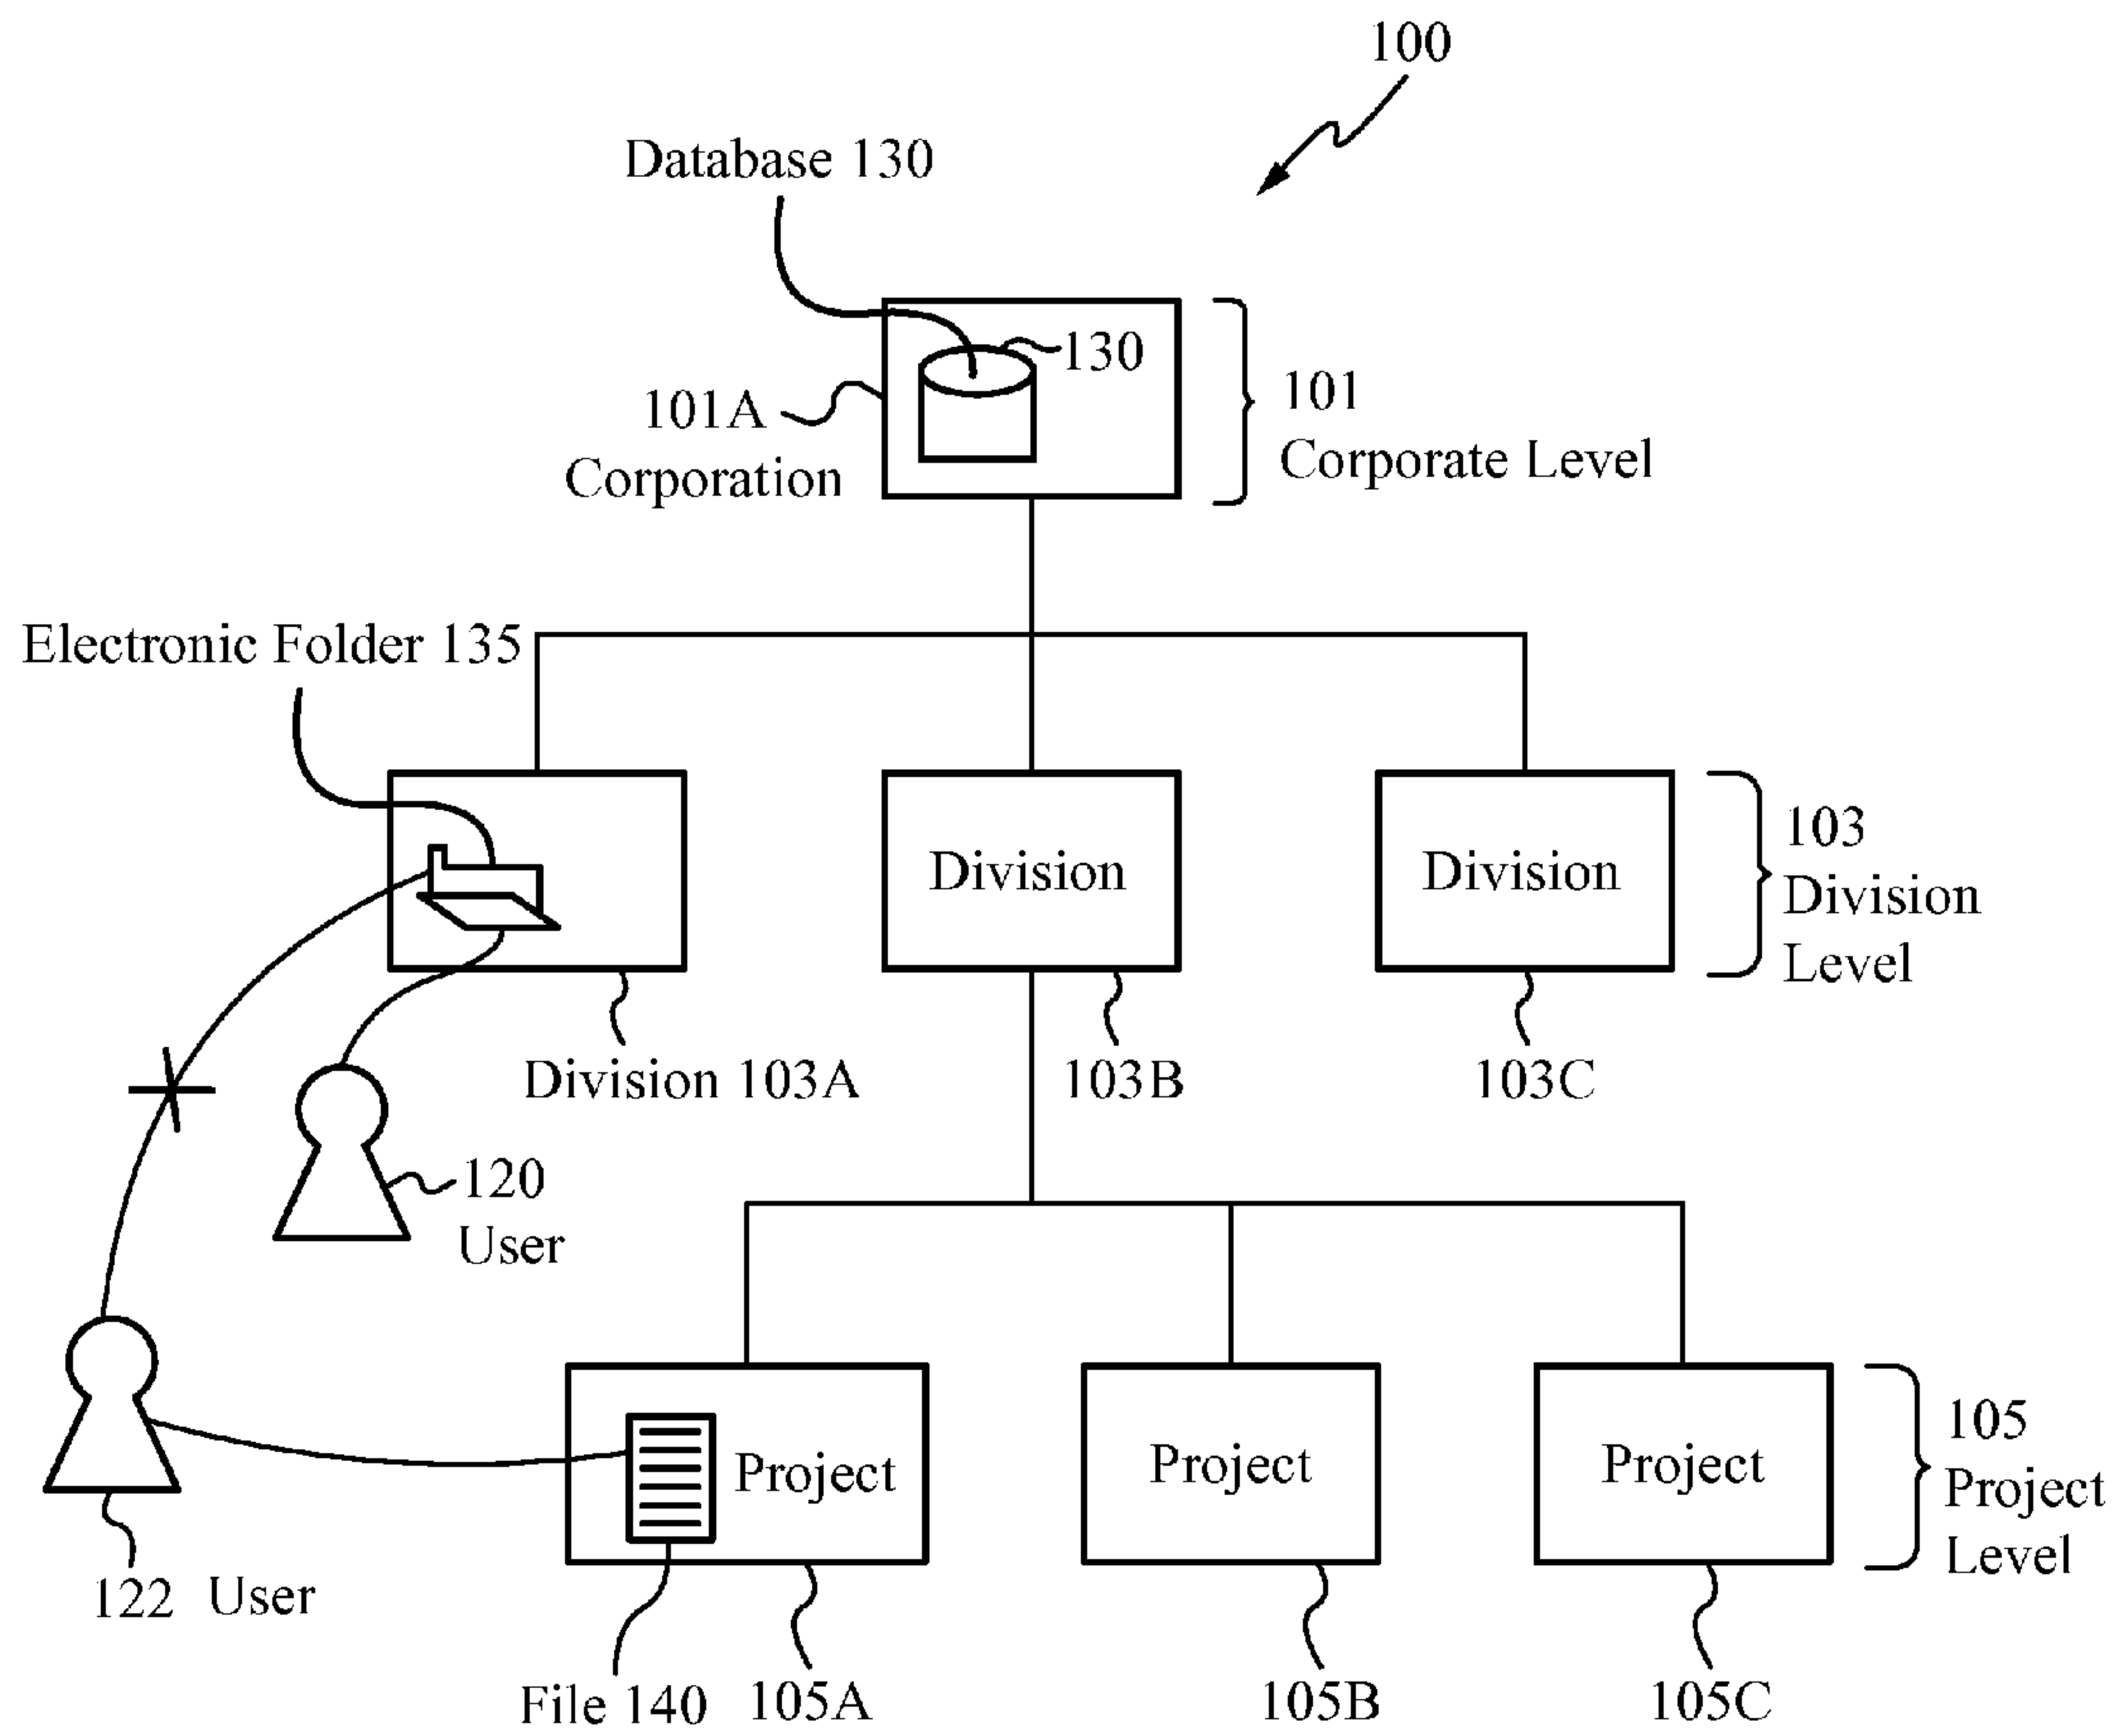 100
Database 130
130
101A
Corporation
101
Corporate Level
Electronic Folder 135
Division
Division
103
Division
Level
Division 103A
103B
103C
120
User
Project
Project
Project
105
Project
Level
122 User
File 140
105A
105B
105C